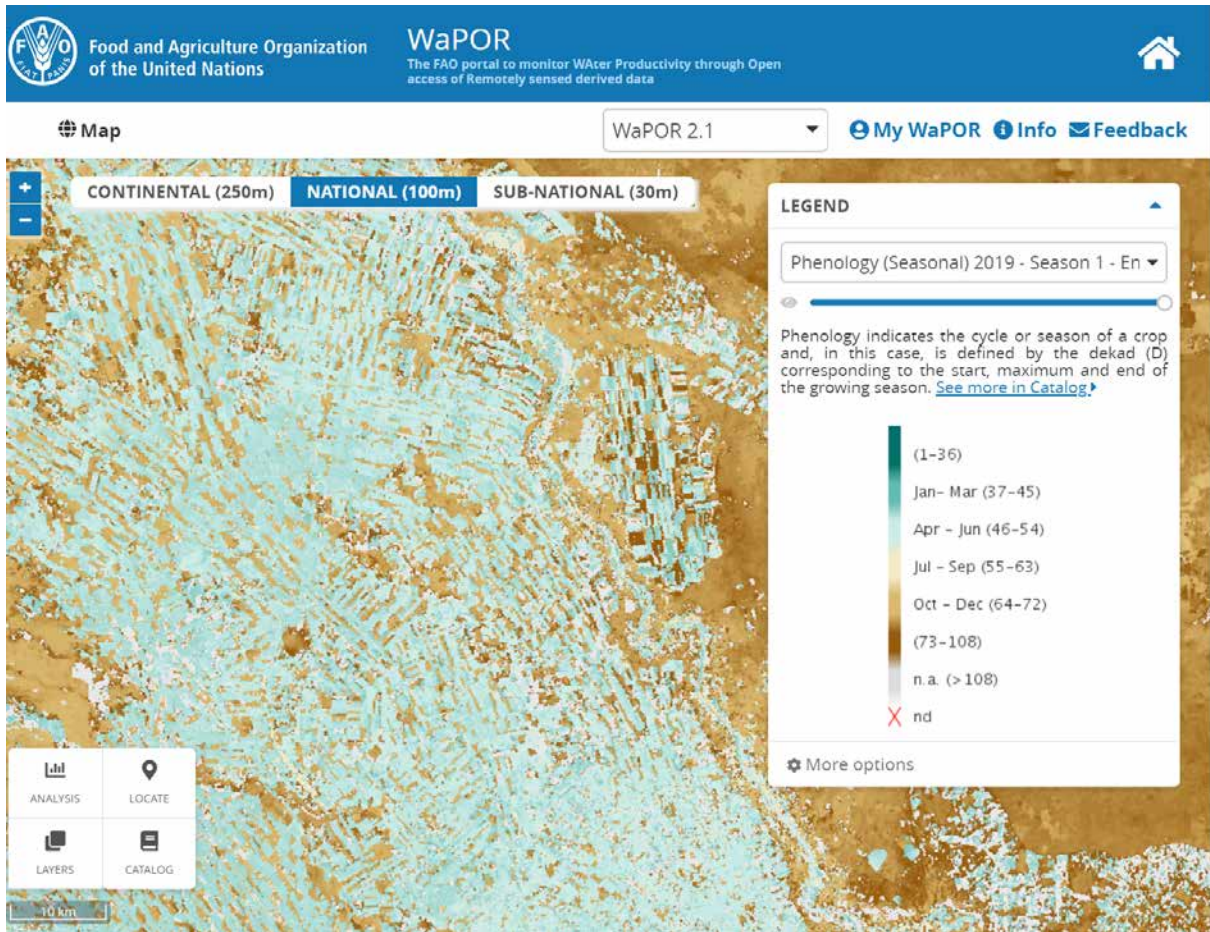 FAO
FIAT PANIS
Food and Agriculture Organization
of the United Nations
WaPOR
The FAO portal to monitor WAter Productivity through Open
access of Remotely sensed derived data
Map
WaPOR 2.1
My WaPOR
Info
Feedback
+
−
CONTINENTAL (250m)
NATIONAL (100m)
SUB-NATIONAL (30m)
LEGEND
Phenology (Seasonal) 2019 - Season 1 - En
Phenology indicates the cycle or season of a crop
and, in this case, is defined by the dekad (D)
corresponding to the start, maximum and end of
the growing season. See more in Catalog
(1–36)
Jan– Mar (37–45)
Apr – Jun (46–54)
Jul – Sep (55–63)
Oct – Dec (64–72)
(73–108)
n.a. (>108)
nd
More options
ANALYSIS
LOCATE
LAYERS
CATALOG
10 km